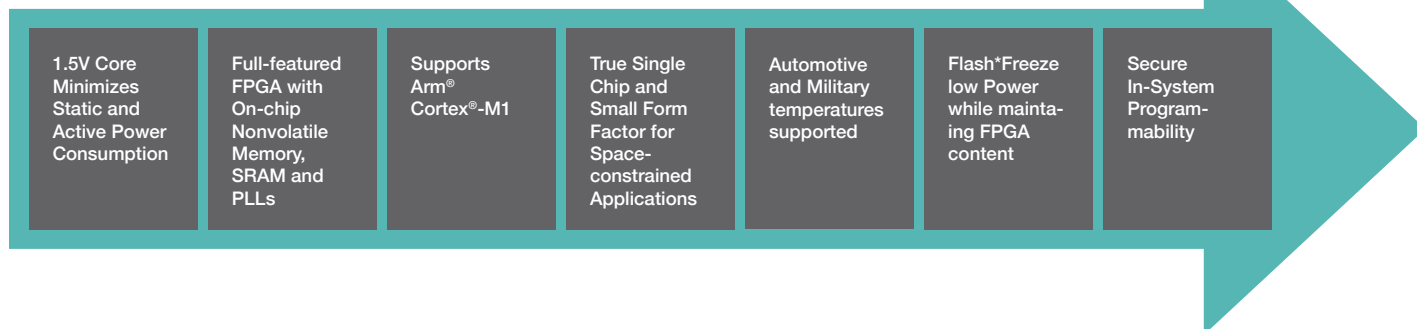 1.5V Core
Minimizes
Static and
Active Power
Consumption
Full-featured
FPGA with
On-chip
Nonvolatile
Memory,
SRAM and
PLLs
Supports
Arm®
Cortex®-M1
True Single
Chip and
Small Form
Factor for
Space-
constrained
Applications
Automotive
and Military
temperatures
supported
Flash*Freeze
low Power
while mainta-
ing FPGA
content
Secure
In-System
Program-
mability